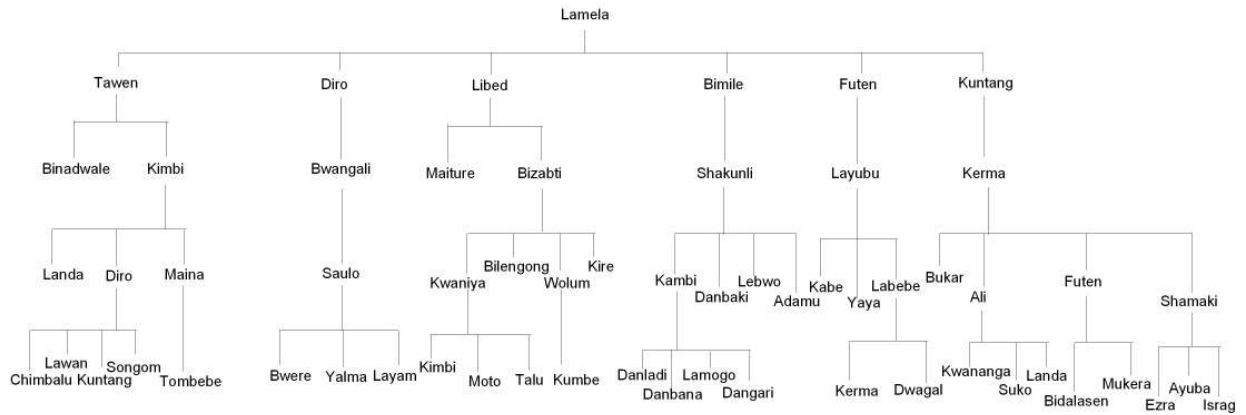 Lamela
Tawen Diro Libed Bimile Futen Kuntang
Binadwale Kimbi Bwangali Maiture Bizabti Shakunli Layubu Kerma
Landa Diro Maina Saulo Kwaniya Bilengong Wolum Kire Kambi Danbaki Lebwo Adamu Kabe Yaya Labebe Bukar Ali Futen Shamaki
Chimbalu Lawan Kuntang Songom Tombebe Bwere Yalma Layam Kimbi Moto Talu Kumbe Danladi Danbana Lamogo Dangari Kerma Dwagal Kwananga Suko Landa Bidalasen Mukera Ezra Ayuba Israg